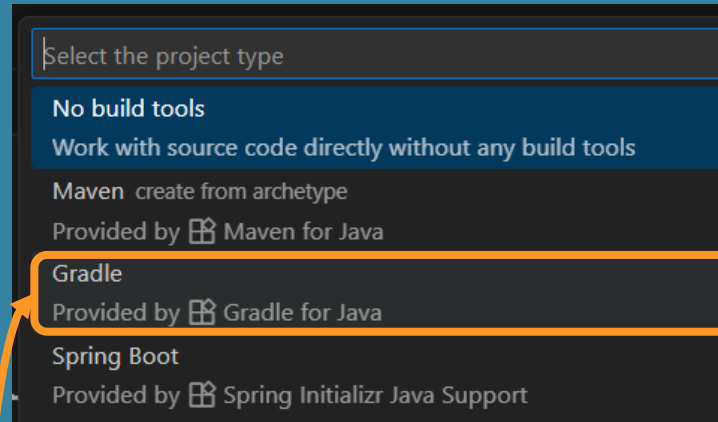 Select the project type
No build tools
Work with source code directly without any build tools
Maven create from archetype
Provided by Maven for Java
Gradle
Provided by Gradle for Java
Spring Boot
Provided by Spring Initializr Java Support